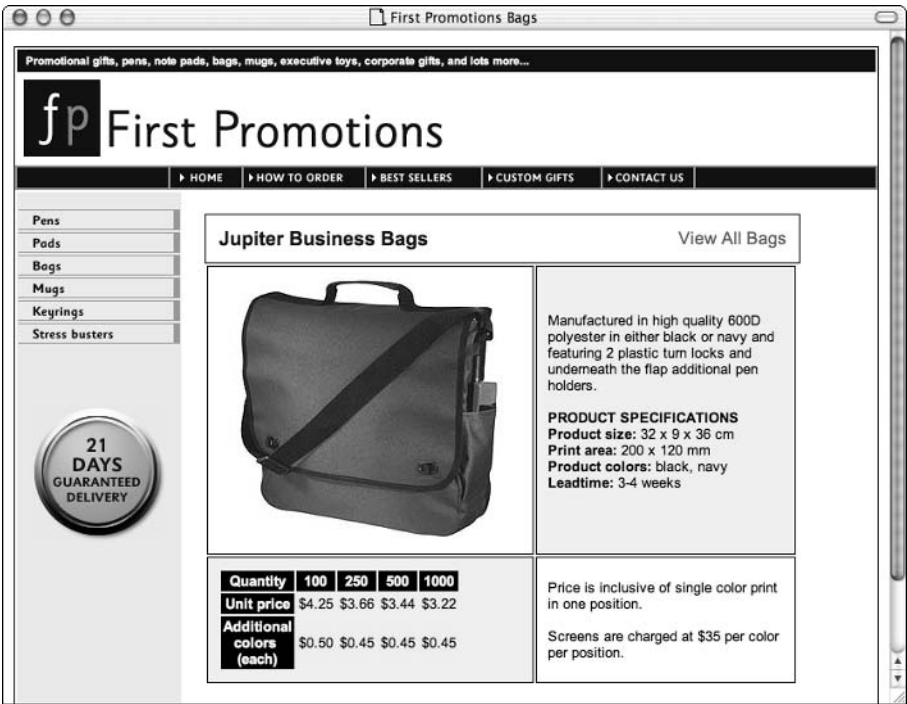 First Promotions Bags
Promotional gifts, pens, note pads, bags, mugs, executive toys, corporate gifts, and lots more...
fp First Promotions
HOME HOW TO ORDER BEST SELLERS CUSTOM GIFTS CONTACT US
Pens
Pads
Bags
Mugs
Keyrings
Stress busters
21
DAYS
GUARANTEED
DELIVERY
Jupiter Business Bags View All Bags
Manufactured in high quality 600D
polyester in either black or navy and
featuring 2 plastic turn locks and
underneath the flap additional pen
holders.
PRODUCT SPECIFICATIONS
Product size: 32 x 9 x 36 cm
Print area: 200 x 120 mm
Product colors: black, navy
Leadtime: 3-4 weeks
Quantity 100 250 500 1000
Unit price $4.25 $3.66 $3.44 $3.22
Additional
colors
(each) $0.50 $0.45 $0.45 $0.45
Price is inclusive of single color print
in one position.
Screens are charged at $35 per color
per position.